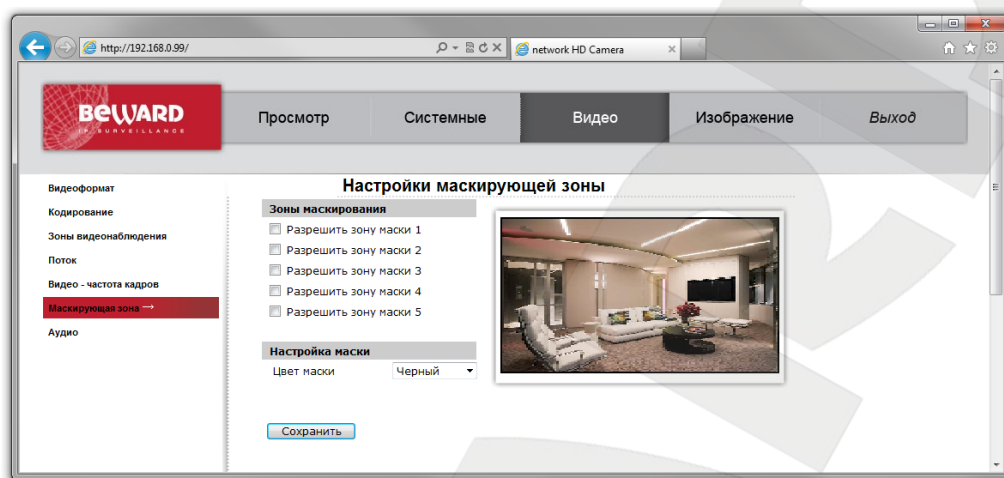 http://192.168.0.99/
network HD Camera
BEWARD
IP SURVEILLANCE
Просмотр
Системные
Видео
Изображение
Выход
Видеоформат
Кодирование
Зоны видеонаблюдения
Поток
Видео - частота кадров
Маскирующая зона →
Аудио
Настройки маскирующей зоны
Зоны маскирования
Разрешить зону маски 1
Разрешить зону маски 2
Разрешить зону маски 3
Разрешить зону маски 4
Разрешить зону маски 5
Настройка маски
Цвет маски Черный
Сохранить